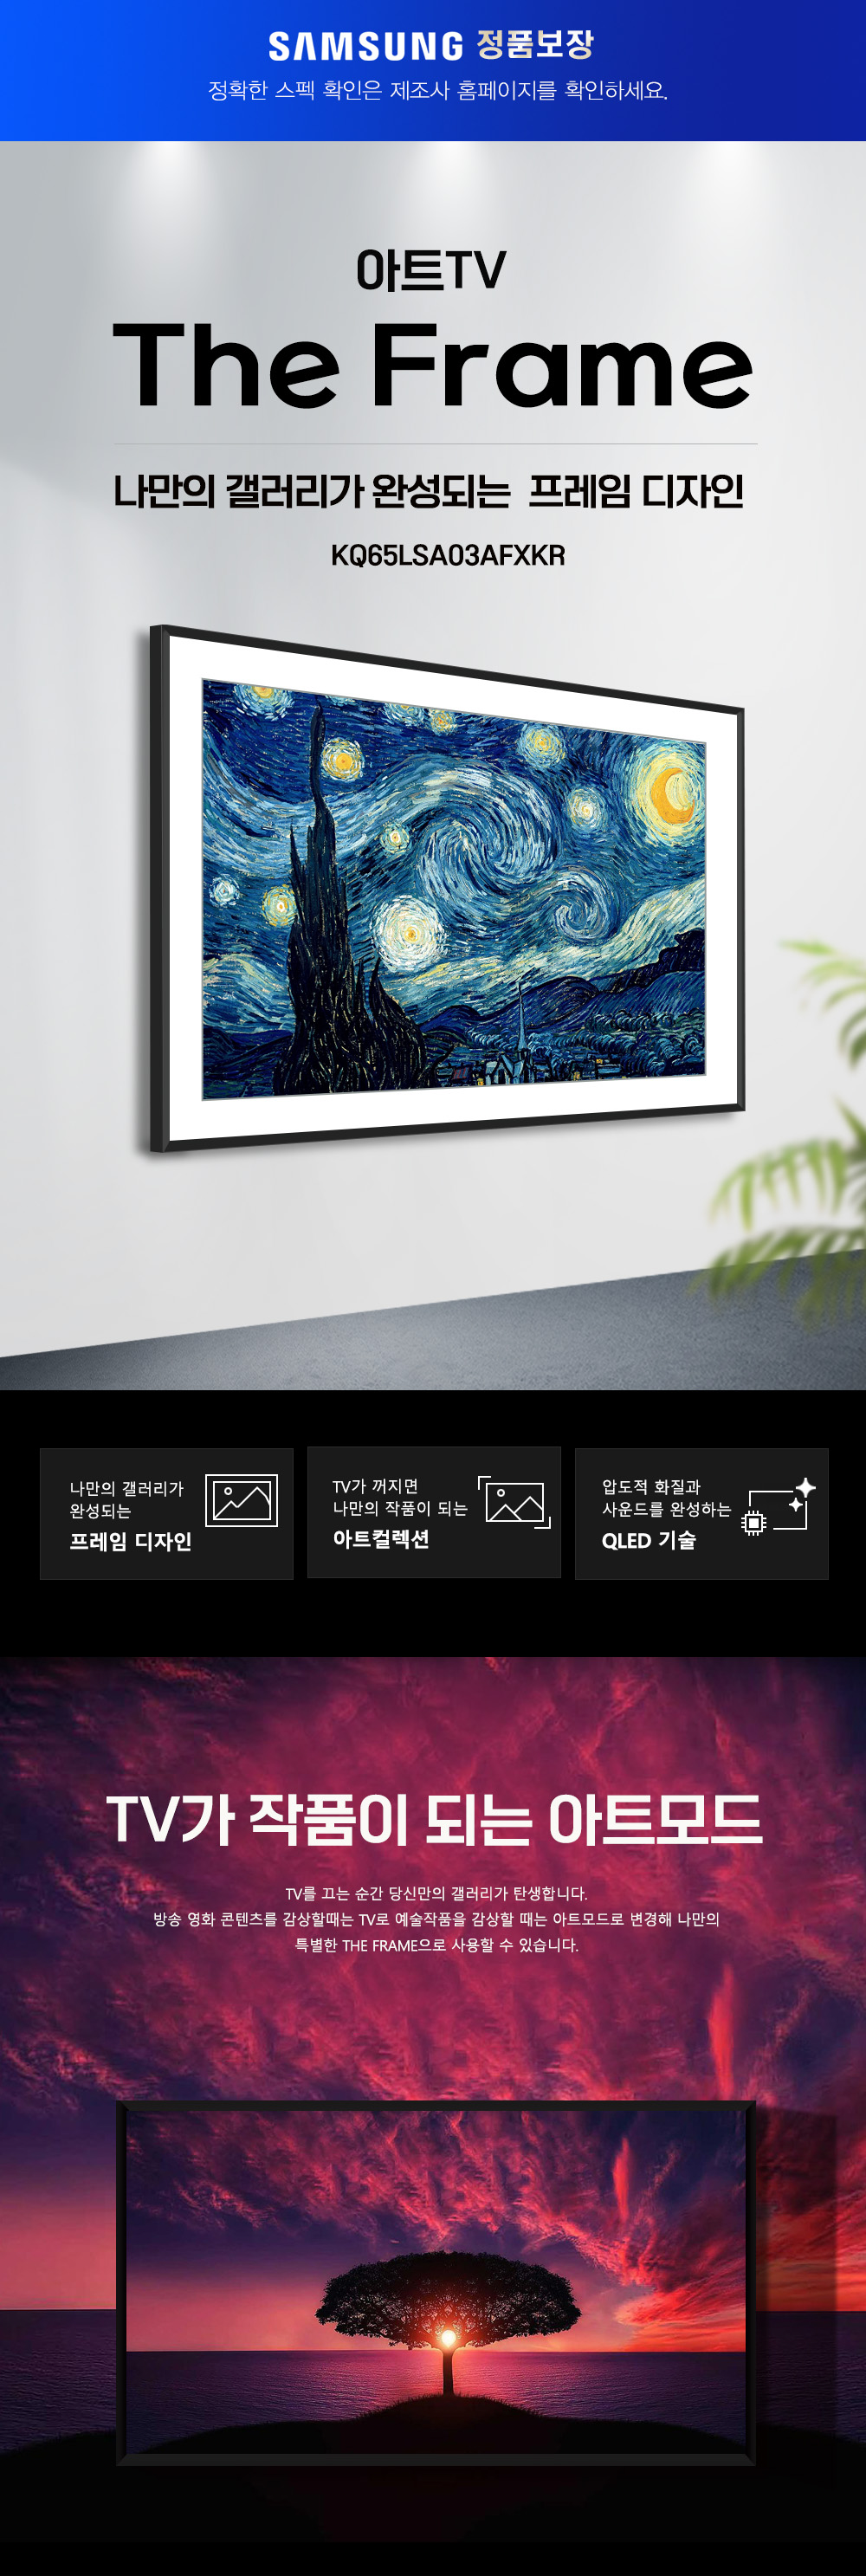 SAMSUNG 정품보장
정확한 스펙 확인은 제조사 홈페이지를 확인하세요.
아트TV
The Frame
나만의 갤러리가 완성되는 프레임 디자인
KQ65LSA03AFXKR
나만의 갤러리가
완성되는
프레임 디자인
TV가 꺼지면
나만의 작품이 되는
아트컬렉션
압도적 화질과
사운드를 완성하는
QLED 기술
TV가 작품이 되는 아트모드
TV를 끄는 순간 당신만의 갤러리가 탄생합니다.
방송 영화 콘텐츠를 감상할때는 TV로 예술작품을 감상할 때는 아트모드로 변경해 나만의
특별한 THE FRAME으로 사용할 수 있습니다.